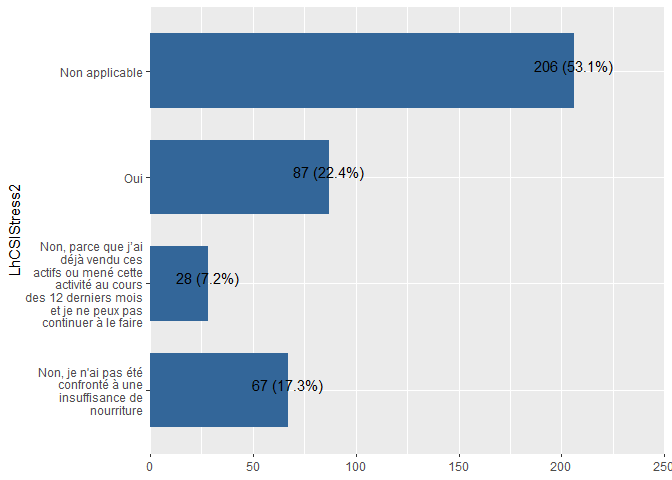 LhCSIStress2
Non applicable
206 (53.1%)
Oui
87 (22.4%)
Non, parce que j'ai
déjà vendu ces
actifs ou mené cette
activité au cours
des 12 derniers mois
et je ne peux pas
continuer à le faire
28 (7.2%)
Non, je n'ai pas été
confronté à une
insuffisance de
nourriture
67 (17.3%)
0
50
100
150
200
250